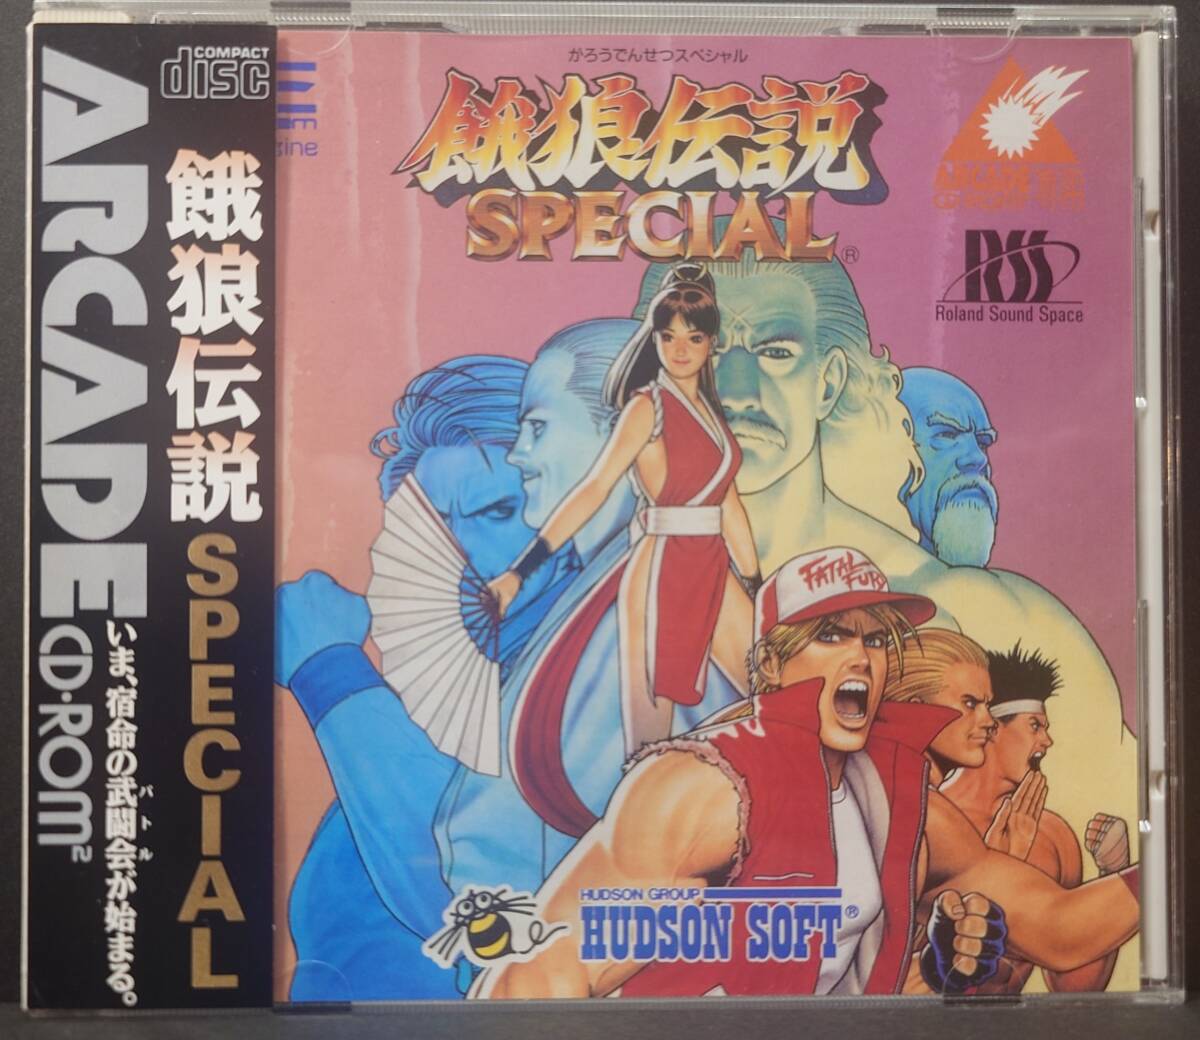 COMPACT
disc
ARCADE CD-ROM²
餓狼伝説 SPECIAL
いま、宿命の武闘会が始まる。
バトル
がろうでんせつスペシャル
餓狼伝説
SPECIAL®
ARCADE
RSS
Roland Sound Space
FATAL
FURY
HUDSON GROUP
HUDSON SOFT®